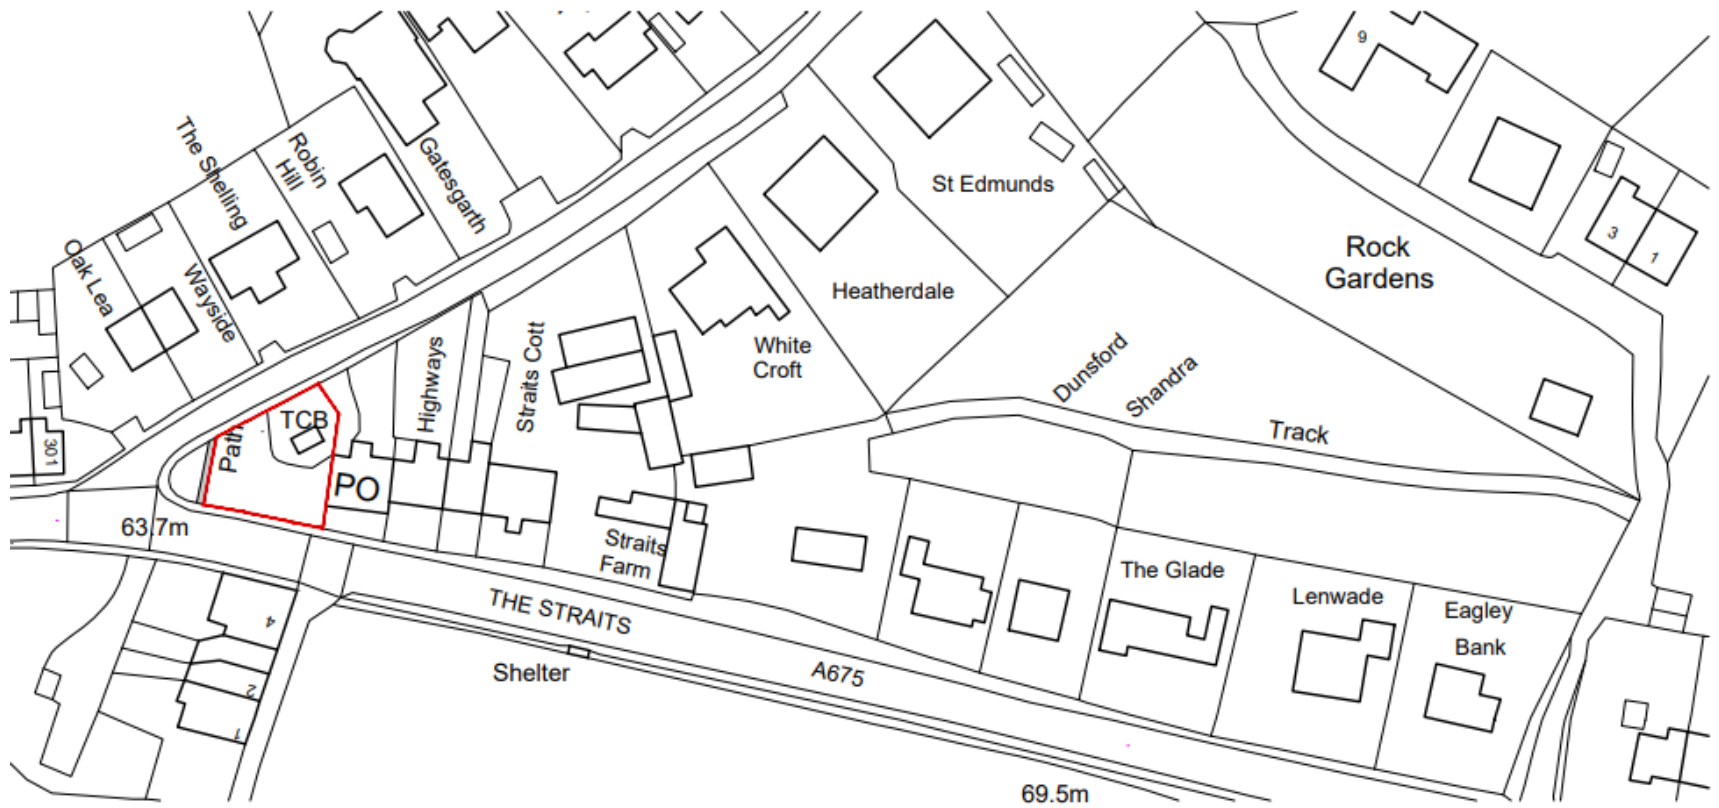 9
The Shelling
Robin
Hill
Gatesgarth
St Edmunds
3
1
Rock
Gardens
Oak Lea
Wayside
Heatherdale
Highways
Straits Cott
White
Croft
Dunsford
Shandra
TCB
Path
301
Track
PO
63.7m
Straits
Farm
The Glade
Lenwade
Eagley
Bank
THE STRAITS
4
Shelter
A675
2
1
69.5m